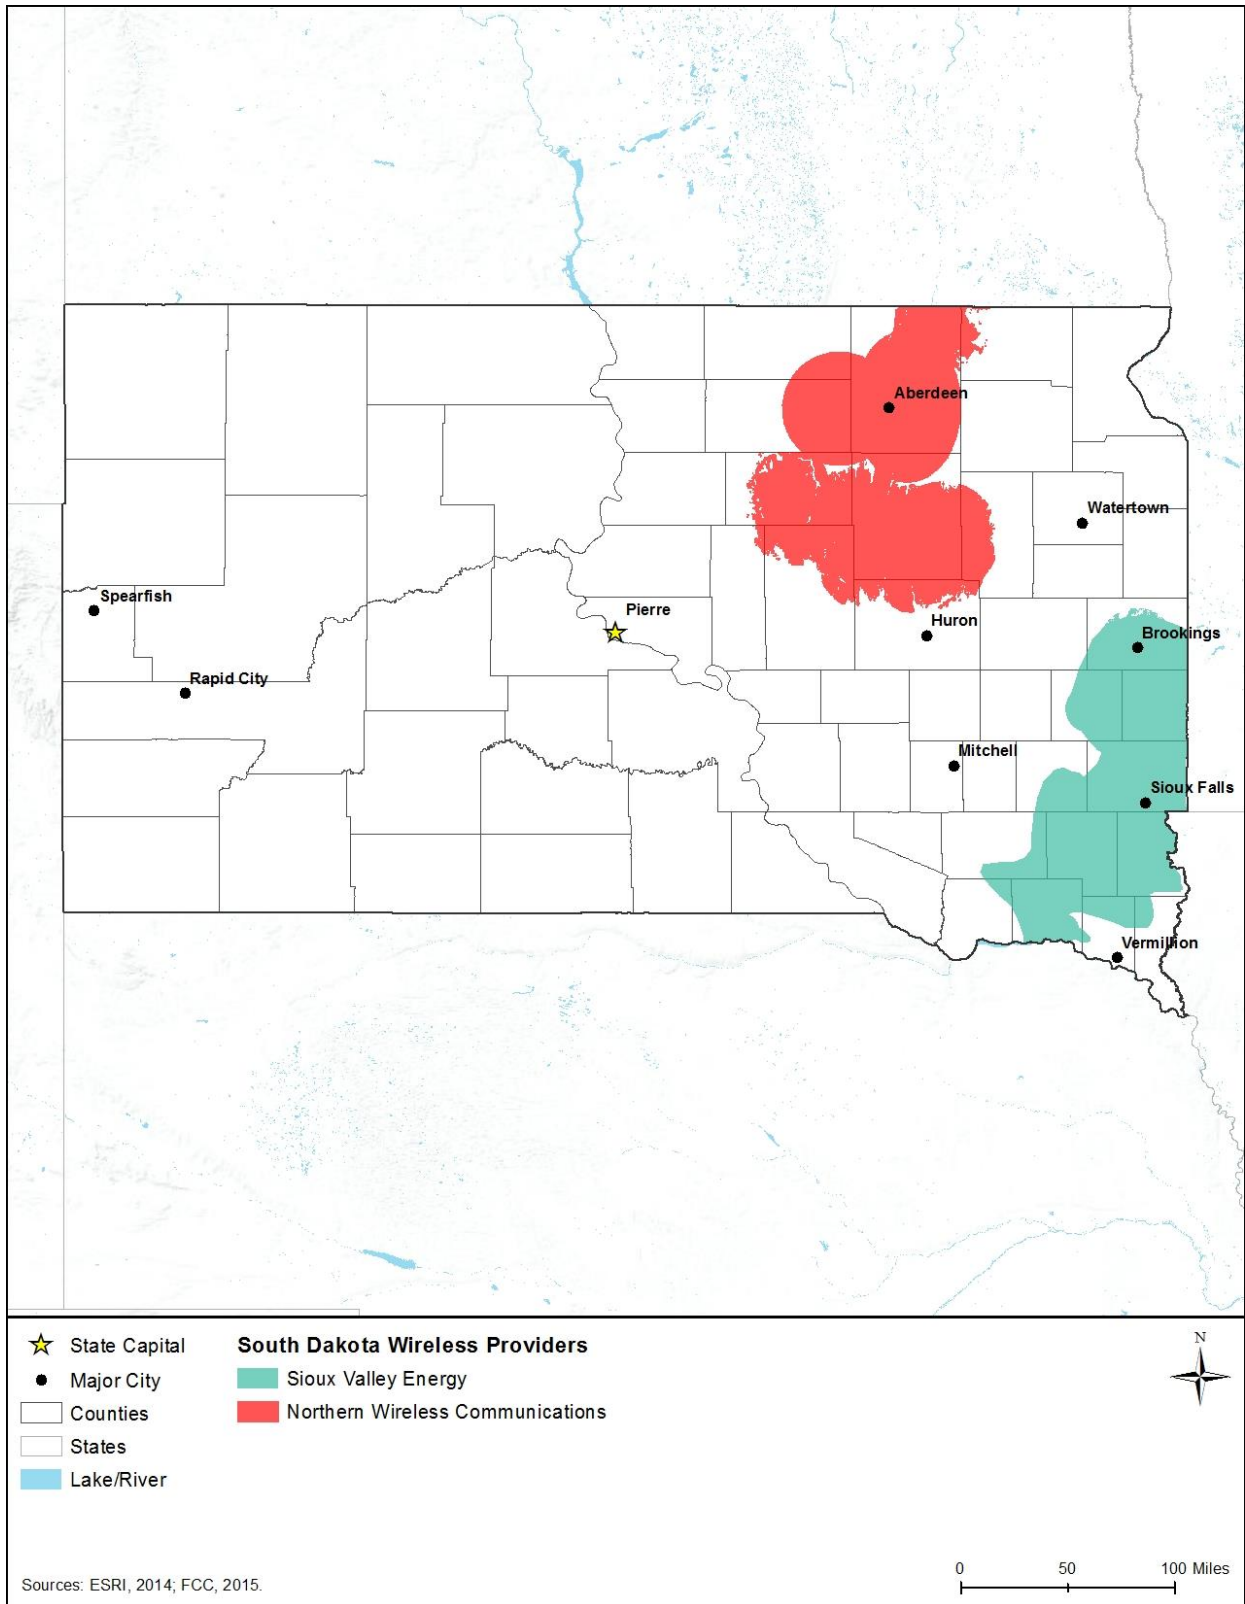 Aberdeen
Watertown
Spearfish
Pierre
Huron
Brookings
Rapid City
Mitchell
Sioux Falls
Vermillion
State Capital
South Dakota Wireless Providers
N
Major City
Sioux Valley Energy
Counties
Northern Wireless Communications
States
Lake/River
0 50 100 Miles
Sources: ESRI, 2014; FCC, 2015.